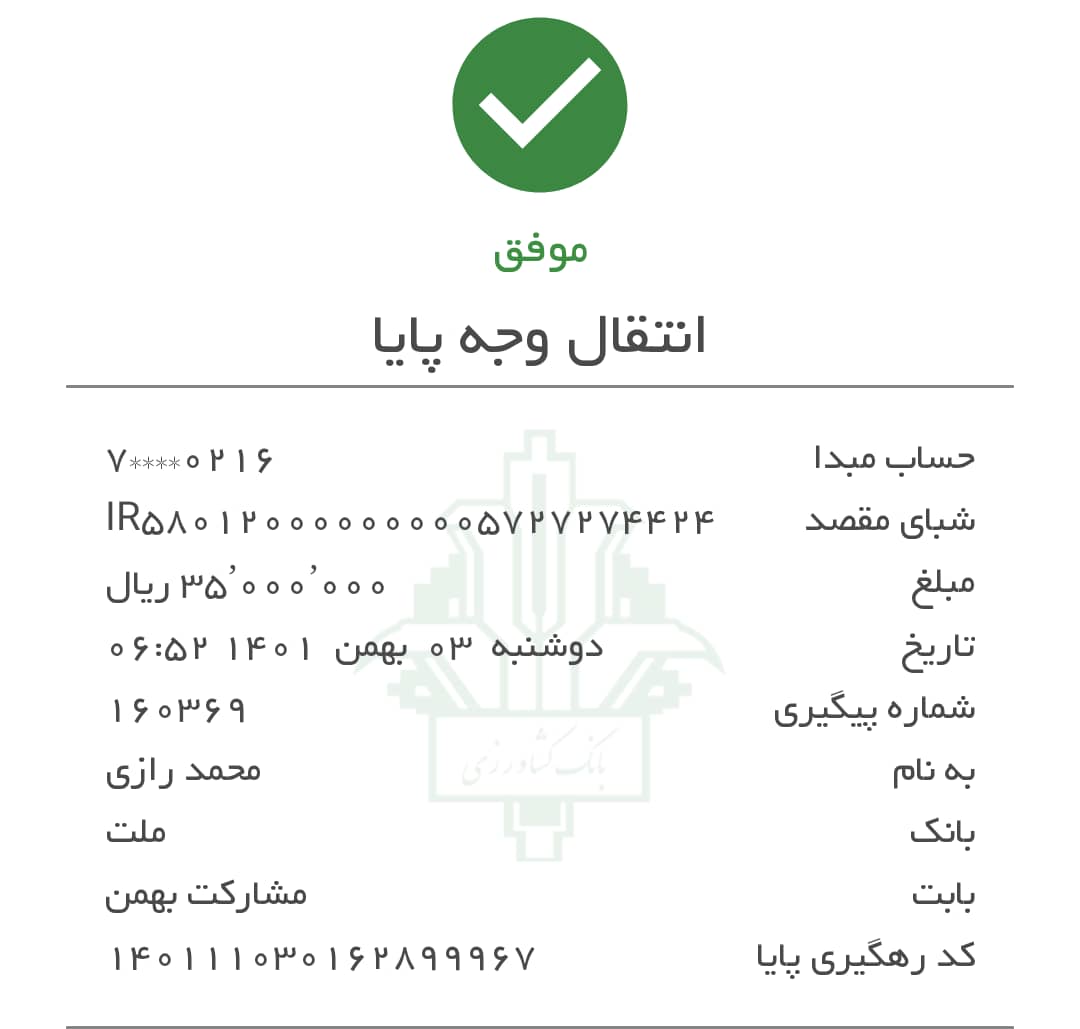 موفق
انتقال وجه پایا
حساب مبدا ۷****۰۲۱۶
شبای مقصد IR۵۸۰۱۲۰۰۰۰۰۰۰۰۰۰۵۷۲۷۲۷۴۴۲۴
مبلغ ۳۵٬۰۰۰٬۰۰۰ ریال
تاریخ دوشنبه ۰۳ بهمن ۱۴۰۱ ۰۶:۵۲
شماره پیگیری ۱۶۰۳۶۹
به نام محمد رازی
بانک ملت
بابت مشارکت بهمن
کد رهگیری پایا ۱۴۰۱۱۱۰۳۰۱۶۲۸۹۹۹۶۷
بانک کشاورزی